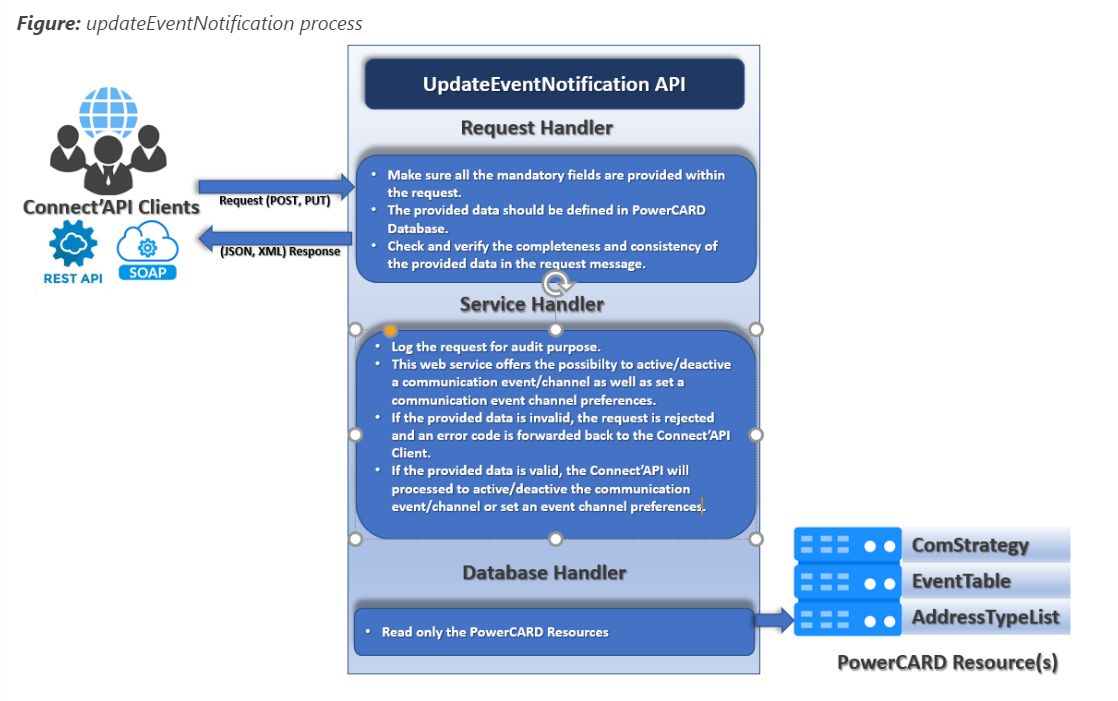 Figure: updateEventNotification process
UpdateEventNotification API
Request Handler
• Make sure all the mandatory fields are provided within
the request.
• The provided data should be defined in PowerCARD
Database.
• Check and verify the completeness and consistency of
the provided data in the request message.
Connect'API Clients
Request (POST, PUT)
(JSON, XML) Response
REST API
SOAP
Service Handler
• Log the request for audit purpose.
• This web service offers the possibilty to active/deactive
a communication event/channel as well as set a
communication event channel preferences.
• If the provided data is invalid, the request is rejected
and an error code is forwarded back to the Connect'API
Client.
• If the provided data is valid, the Connect'API will
processed to active/deactive the communication
event/channel or set an event channel preferences.
Database Handler
• Read only the PowerCARD Resources
ComStrategy
EventTable
AddressTypeList
PowerCARD Resource(s)